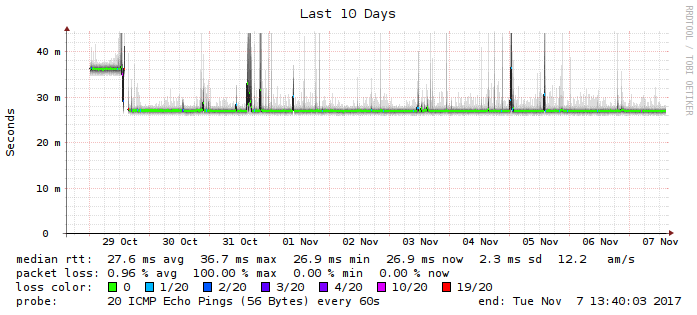 Last 10 Days
RRDTOOL / TOBI OETIKER
Seconds
40 m
30 m
20 m
10 m
0
29 Oct 30 Oct 31 Oct 01 Nov 02 Nov 03 Nov 04 Nov 05 Nov 06 Nov 07 Nov
median rtt: 27.6 ms avg 36.7 ms max 26.9 ms min 26.9 ms now 2.3 ms sd 12.2 am/s
packet loss: 0.96 % avg 100.00 % max 0.00 % min 0.00 % now
loss color: 0 1/20 2/20 3/20 4/20 10/20 19/20
probe: 20 ICMP Echo Pings (56 Bytes) every 60s end: Tue Nov 7 13:40:03 2017